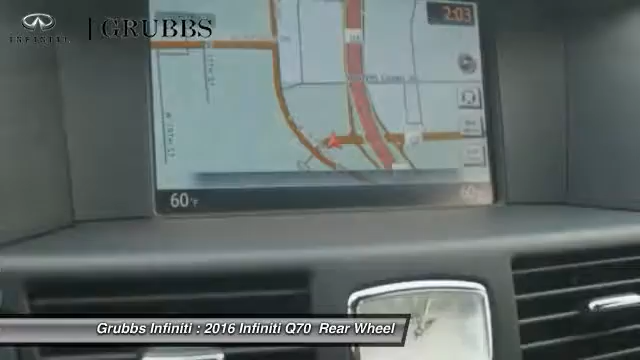 INFINITI | GRUBBS
2:03
60°F
60
Grubbs Infiniti : 2016 Infiniti Q70 Rear Wheel